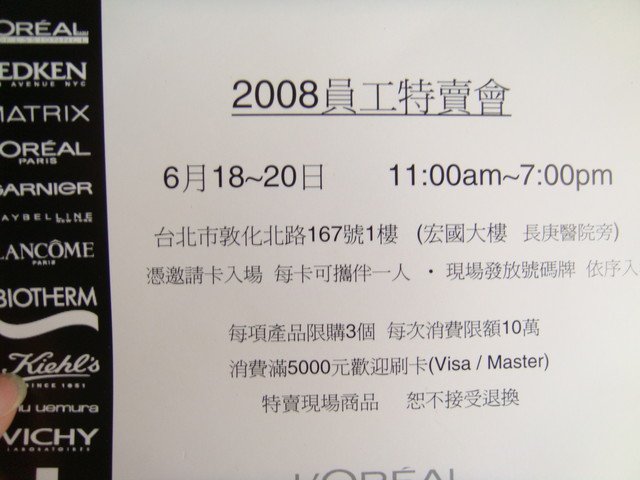 ORÉAL
PROFESSIONNEL
EDKEN
AVENUE NYC
MATRIX
ORÉAL
PARIS
GARNIER
MAYBELLINE
NEW YORK
LANCÔME
PARIS
BIOTHERM
Kiehl's
SINCE 1851
hu uemura
VICHY
LABORATOIRES
2008員工特賣會
6月18~20日 11:00am~7:00pm
台北市敦化北路167號1樓 (宏國大樓 長庚醫院旁)
憑邀請卡入場 每卡可攜伴一人 ‧ 現場發放號碼牌 依序入
每項產品限購3個 每次消費限額10萬
消費滿5000元歡迎刷卡(Visa / Master)
特賣現場商品 恕不接受退換
L'ORÉAL